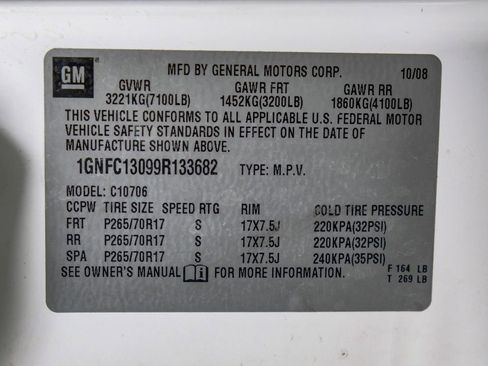 GM
MFD BY GENERAL MOTORS CORP. 10/08
GVWR GAWR FRT GAWR RR
3221KG(7100LB) 1452KG(3200LB) 1860KG(4100LB)
THIS VEHICLE CONFORMS TO ALL APPLICABLE U.S. FEDERAL MOTOR
VEHICLE SAFETY STANDARDS IN EFFECT ON THE DATE OF
MANUFACTURE SHOWN ABOVE.
1GNFC13099R133682 TYPE: M.P.V.
MODEL: C10706
CCPW TIRE SIZE SPEED RTG RIM COLD TIRE PRESSURE
FRT P265/70R17 S 17X7.5J 220KPA(32PSI)
RR P265/70R17 S 17X7.5J 220KPA(32PSI)
SPA P265/70R17 S 17X7.5J 240KPA(35PSI)
SEE OWNER'S MANUAL FOR MORE INFORMATION.
F 164 LB
T 269 LB